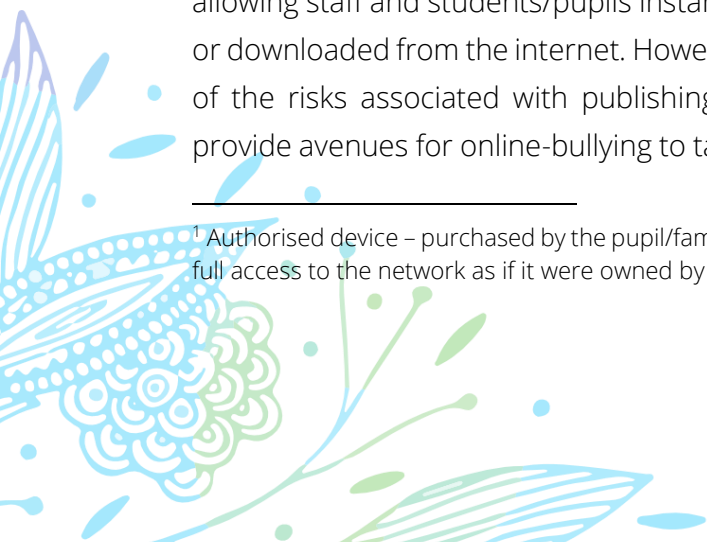 allowing staff and students/pupils instan
or downloaded from the internet. Howe
of the risks associated with publishing
provide avenues for online-bullying to ta
¹ Authorised device – purchased by the pupil/fam
full access to the network as if it were owned by